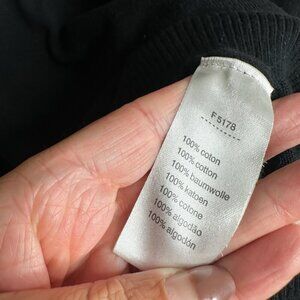 F5178
100% coton
100% cotton
100% baumwolle
100% katoen
100% cotone
100% algodão
100% algodón